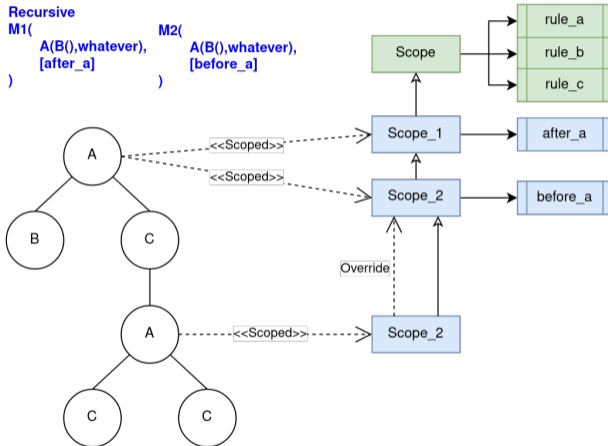 Recursive
M1(
A(B(),whatever),
[after_a]
)
M2(
A(B(),whatever),
[before_a]
)
Scope
rule_a
rule_b
rule_c
A
<<Scoped>>
Scope_1
after_a
<<Scoped>>
Scope_2
before_a
B
C
Override
A
<<Scoped>>
Scope_2
C
C